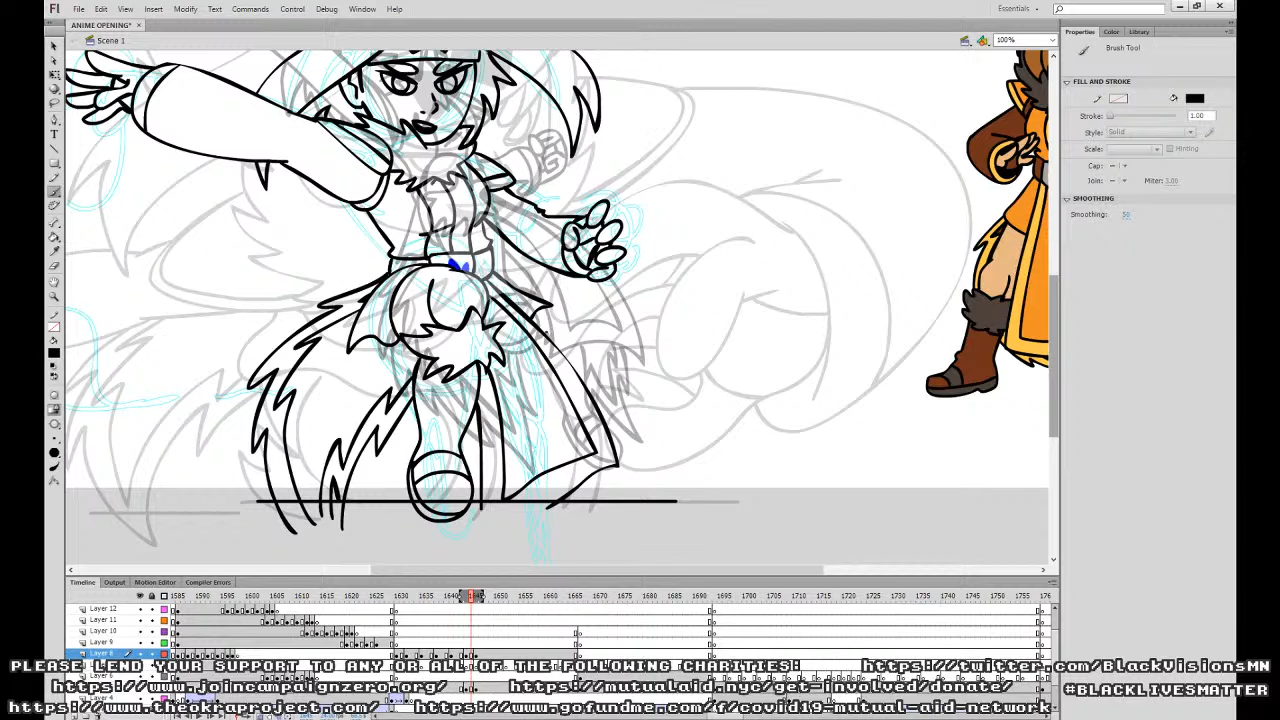 Fl File Edit View Insert Modify Text Commands Control Debug Window Help Essentials
ANIME OPENING* ×
Scene 1 100%
Properties Color Library
Brush Tool
FILL AND STROKE
Stroke: 1.00
Style: Solid
Scale: Hinting
Cap:
Join: Miter: 3.00
SMOOTHING
Smoothing: 50
Timeline Output Motion Editor Compiler Errors
1585 1590 1595 1600 1605 1610 1615 1620 1625 1630 1635 1640 1645 1650 1655 1660 1665 1670 1675 1680 1685 1690 1695 1700 1705 1710 1715 1720 1725 1730 1735 1740 1745 1750 1755 176
Layer 12
Layer 11
Layer 10
Layer 9
Layer 8
PLEASE LEND YOUR SUPPORT TO ANY OR ALL OF THE FOLLOWING CHARITIES: https://twitter.com/BlackVisionsMN
https://www.joincampaignzero.org/ https://mutualaid.nyc/get-involved/donate/ #BLACKLIVESMATTER
https://www.theokraproject.com/ https://www.gofundme.com/f/covid19-mutual-aid-network